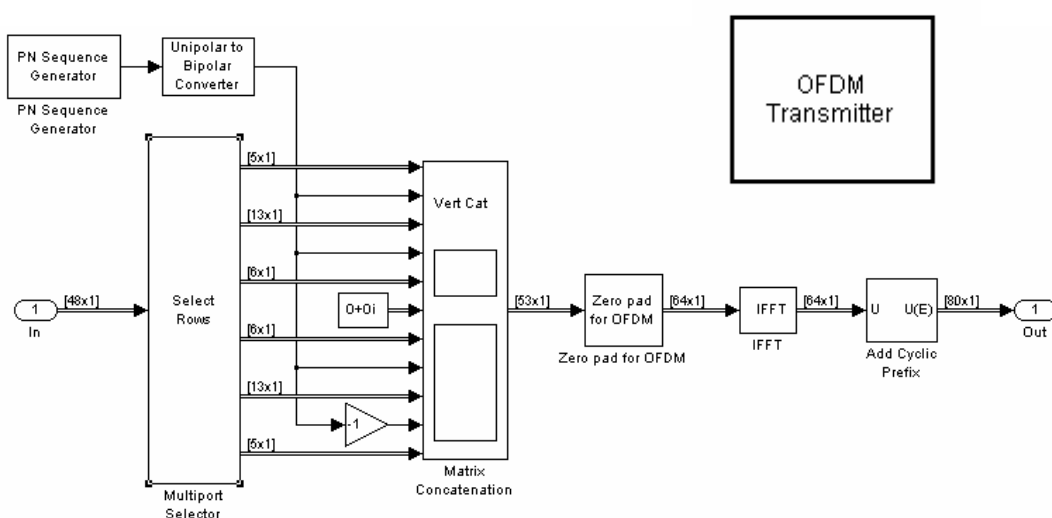 PN Sequence
Generator
PN Sequence
Generator
Unipolar to
Bipolar
Converter
OFDM
Transmitter
1
In
[48x1]
Select
Rows
Multiport
Selector
[5x1]
[13x1]
[6x1]
[6x1]
[13x1]
[5x1]
0+0i
-1
Vert Cat
Matrix
Concatenation
[53x1]
Zero pad
for OFDM
Zero pad for OFDM
[64x1]
IFFT
IFFT
[64x1]
U U(E)
Add Cyclic
Prefix
[80x1]
1
Out